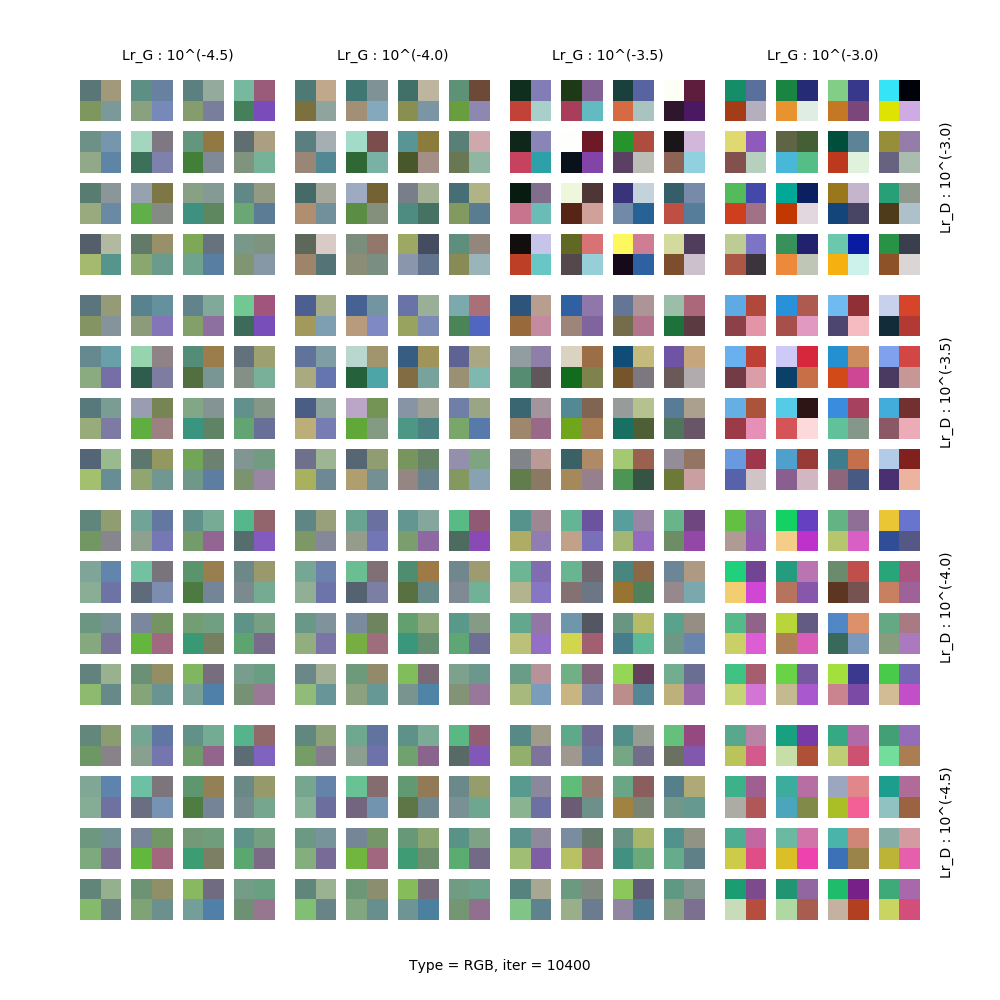 Lr_G : 10^(-4.5)
Lr_G : 10^(-4.0)
Lr_G : 10^(-3.5)
Lr_G : 10^(-3.0)
Lr_D : 10^(-3.0)
Lr_D : 10^(-3.5)
Lr_D : 10^(-4.0)
Lr_D : 10^(-4.5)
Type = RGB, iter = 10400